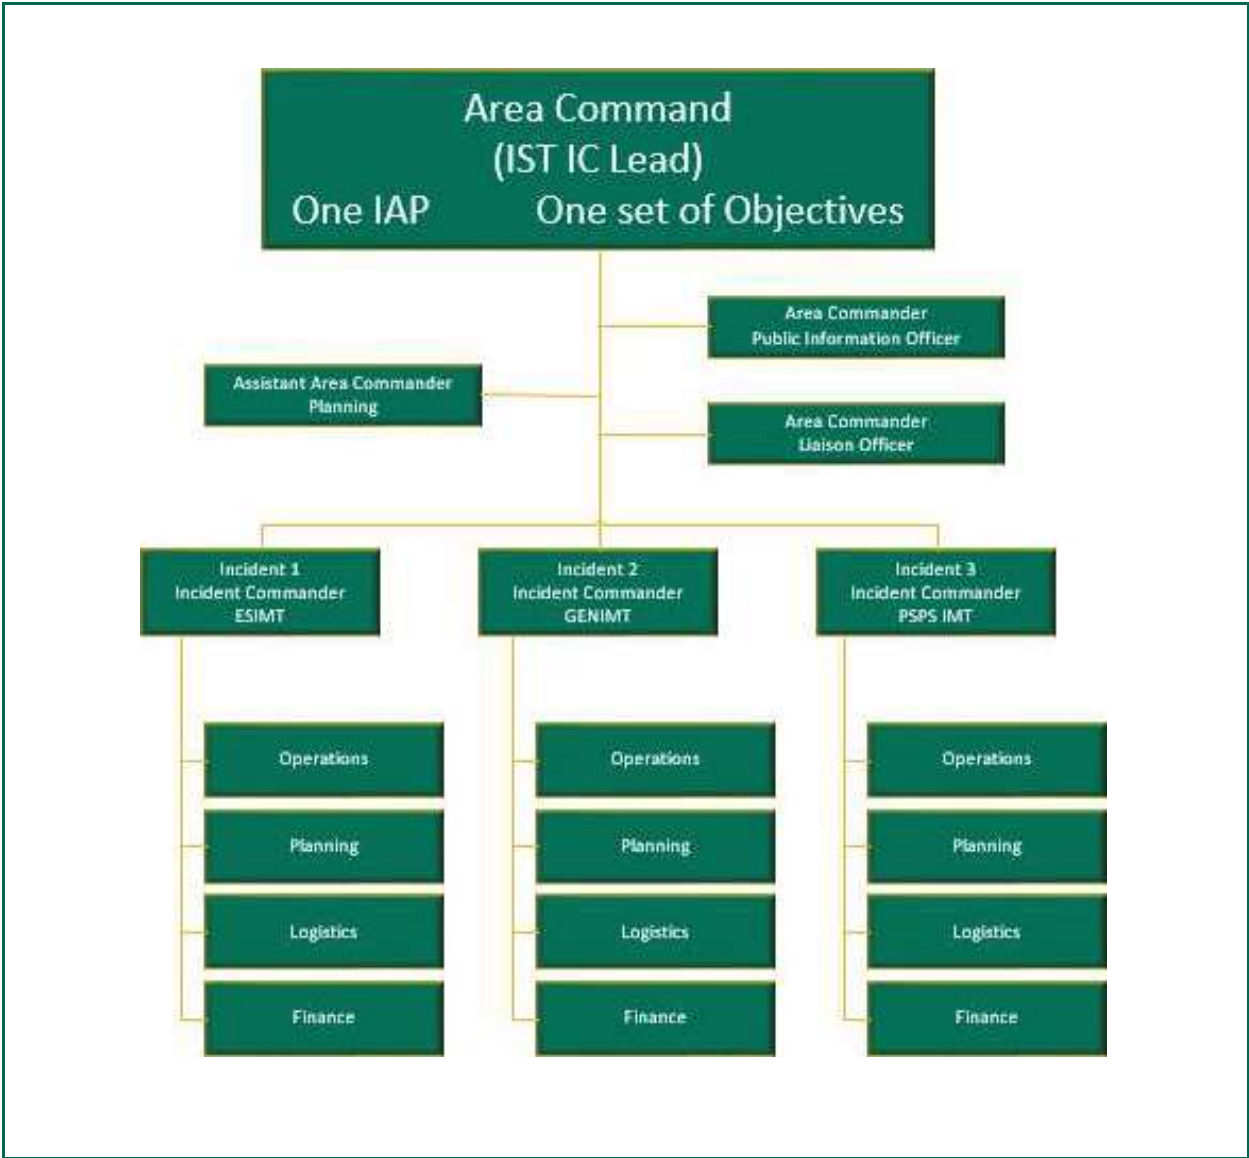 Area Command
(IST IC Lead)
One IAP One set of Objectives
Area Commander
Public Information Officer
Assistant Area Commander
Planning
Area Commander
Liaison Officer
Incident 1
Incident Commander
ESIMT
Incident 2
Incident Commander
GENIMT
Incident 3
Incident Commander
PSPS IMT
Operations
Planning
Logistics
Finance
Operations
Planning
Logistics
Finance
Operations
Planning
Logistics
Finance